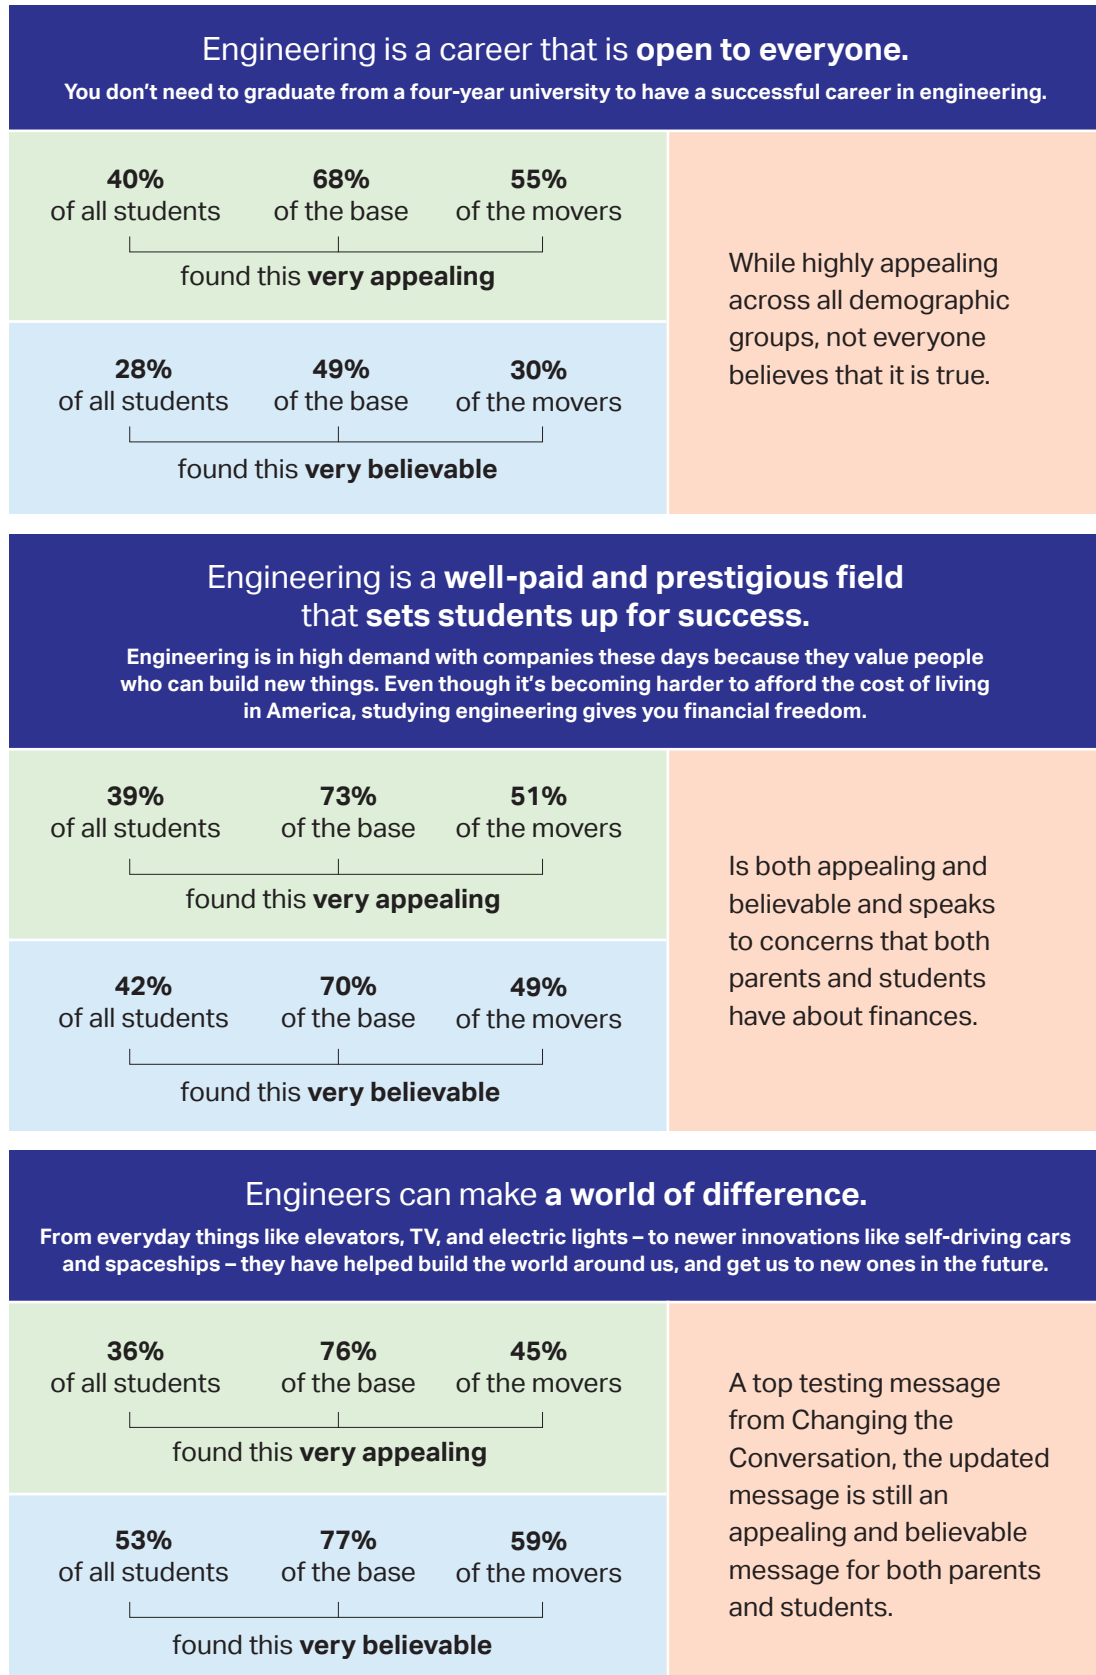 Engineering is a career that is open to everyone.
You don’t need to graduate from a four-year university to have a successful career in engineering.
40% 68% 55%
of all students of the base of the movers
found this very appealing
28% 49% 30%
of all students of the base of the movers
found this very believable
While highly appealing
across all demographic
groups, not everyone
believes that it is true.
Engineering is a well-paid and prestigious field
that sets students up for success.
Engineering is in high demand with companies these days because they value people
who can build new things. Even though it’s becoming harder to afford the cost of living
in America, studying engineering gives you financial freedom.
39% 73% 51%
of all students of the base of the movers
found this very appealing
42% 70% 49%
of all students of the base of the movers
found this very believable
Is both appealing and
believable and speaks
to concerns that both
parents and students
have about finances.
Engineers can make a world of difference.
From everyday things like elevators, TV, and electric lights – to newer innovations like self-driving cars
and spaceships – they have helped build the world around us, and get us to new ones in the future.
36% 76% 45%
of all students of the base of the movers
found this very appealing
53% 77% 59%
of all students of the base of the movers
found this very believable
A top testing message
from Changing the
Conversation, the updated
message is still an
appealing and believable
message for both parents
and students.